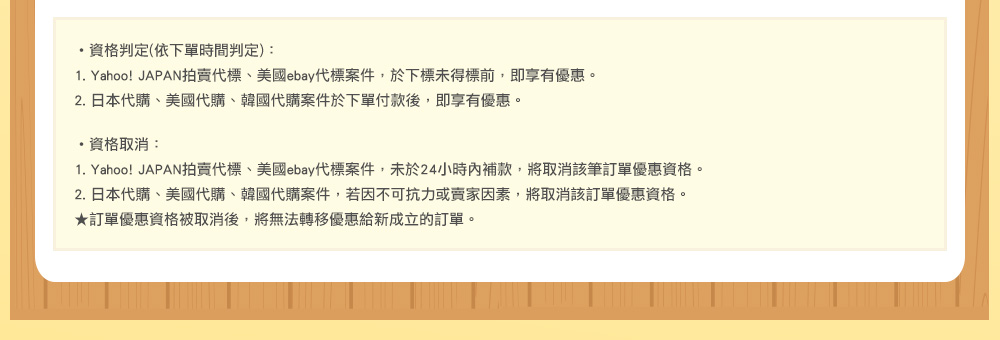 •資格判定(依下單時間判定)：
1. Yahoo! JAPAN拍賣代標、美國ebay代標案件，於下標未得標前，即享有優惠。
2. 日本代購、美國代購、韓國代購案件於下單付款後，即享有優惠。
•資格取消：
1. Yahoo! JAPAN拍賣代標、美國ebay代標案件，未於24小時內補款，將取消該筆訂單優惠資格。
2. 日本代購、美國代購、韓國代購案件，若因不可抗力或賣家因素，將取消該訂單優惠資格。
★訂單優惠資格被取消後，將無法轉移優惠給新成立的訂單。